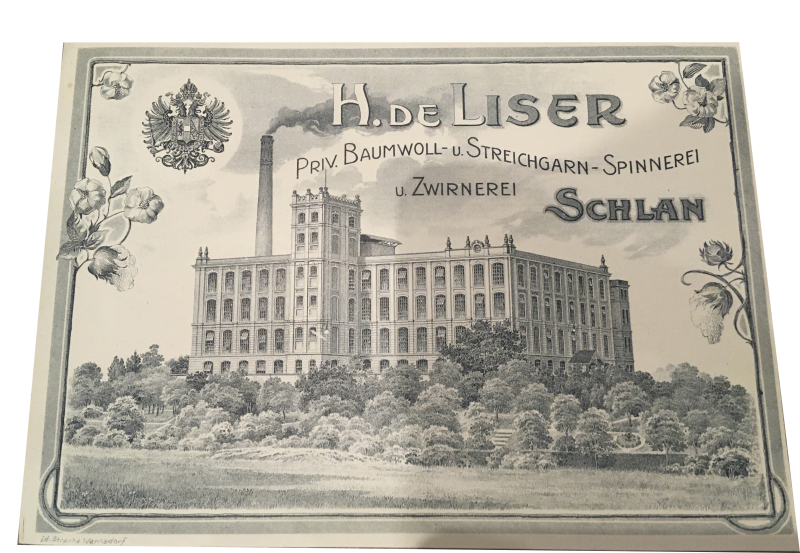 H. DE LISER
PRIV. BAUMWOLL- U. STREICHGARN-SPINNEREI
U. ZWIRNEREI
SCHLAN